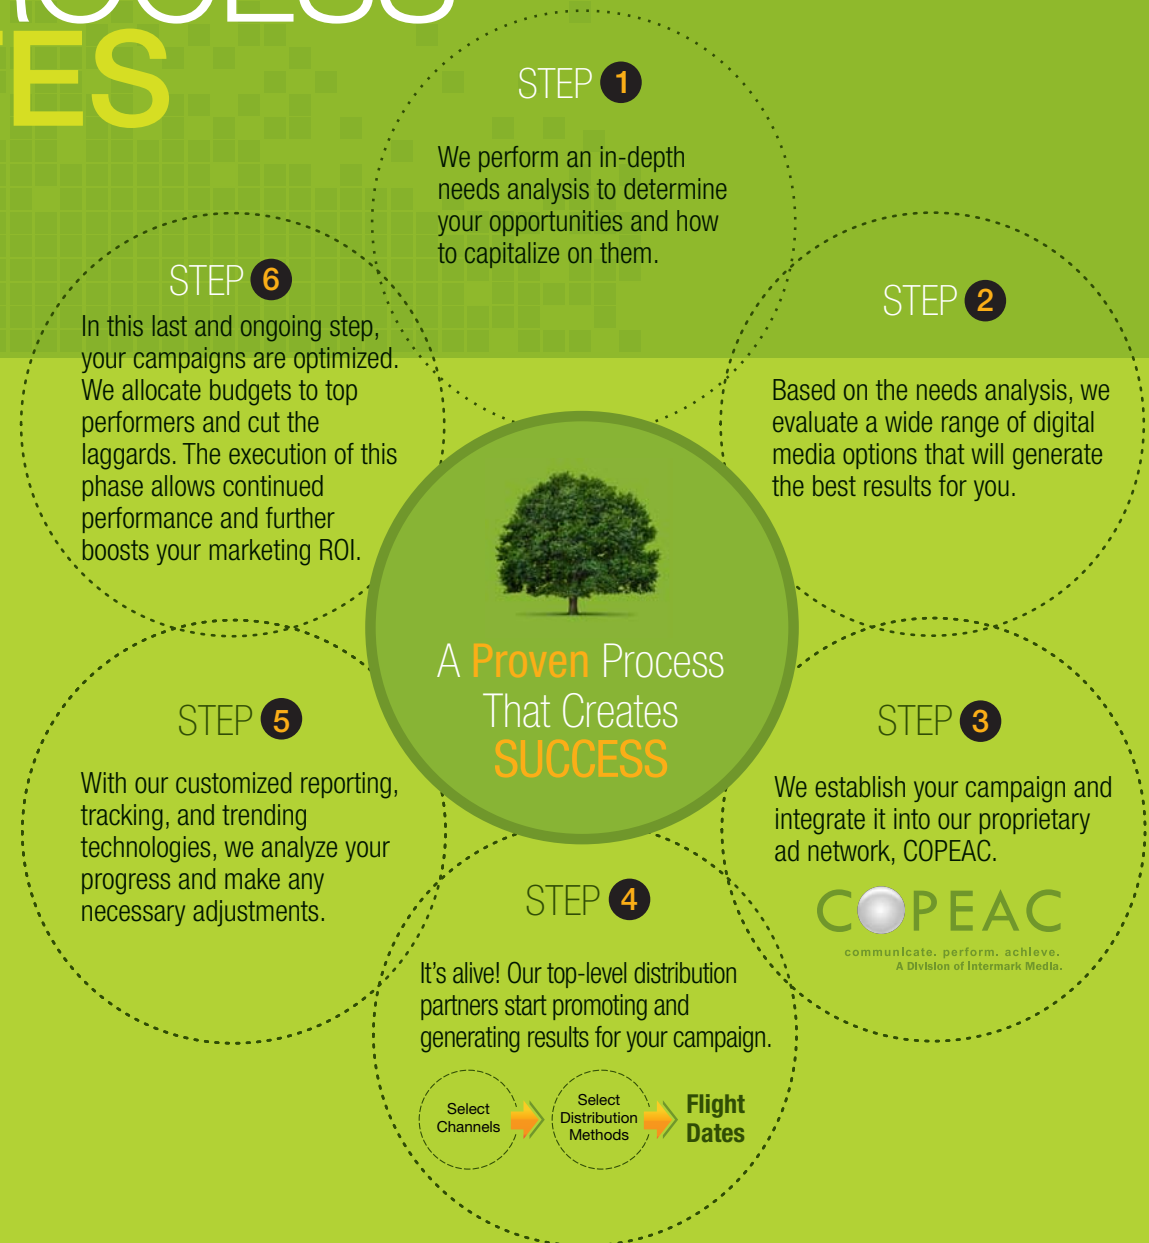 STEP 1
We perform an in-depth
needs analysis to determine
your opportunities and how
to capitalize on them.
STEP 2
Based on the needs analysis, we
evaluate a wide range of digital
media options that will generate
the best results for you.
STEP 3
We establish your campaign and
integrate it into our proprietary
ad network, COPEAC.
COPEAC
communicate. perform. achieve.
A Division of Intermark Media.
STEP 4
It's alive! Our top-level distribution
partners start promoting and
generating results for your campaign.
Select
Channels
Select
Distribution
Methods
Flight
Dates
STEP 5
With our customized reporting,
tracking, and trending
technologies, we analyze your
progress and make any
necessary adjustments.
STEP 6
In this last and ongoing step,
your campaigns are optimized.
We allocate budgets to top
performers and cut the
laggards. The execution of this
phase allows continued
performance and further
boosts your marketing ROI.
A Proven Process
That Creates
SUCCESS